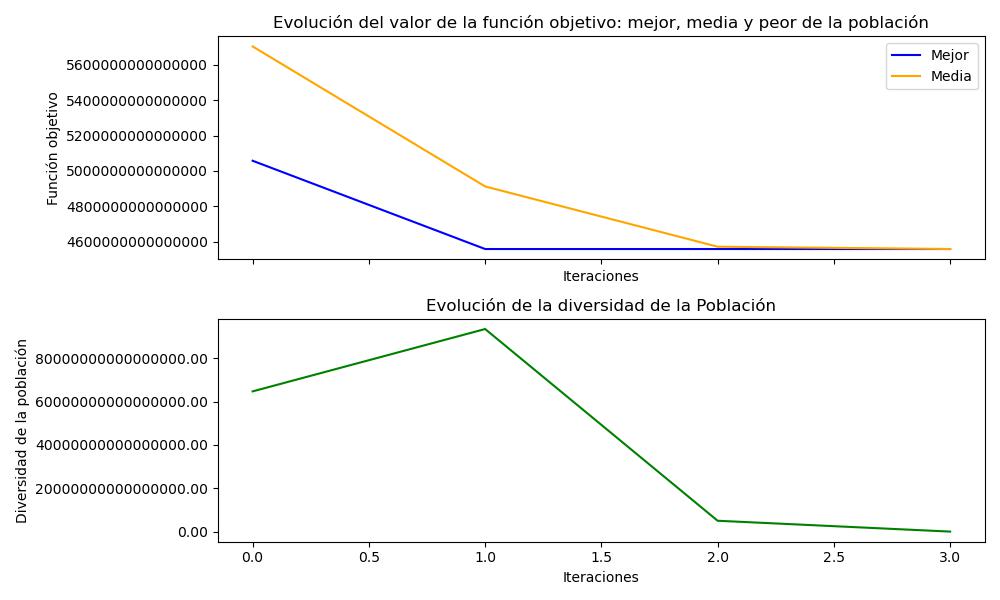 Evolución del valor de la función objetivo: mejor, media y peor de la población
Función objetivo
5600000000000000
5400000000000000
5200000000000000
5000000000000000
4800000000000000
4600000000000000
Mejor
Media
Iteraciones
Evolución de la diversidad de la Población
Diversidad de la población
80000000000000000.00
60000000000000000.00
40000000000000000.00
20000000000000000.00
0.00
0.0 0.5 1.0 1.5 2.0 2.5 3.0
Iteraciones